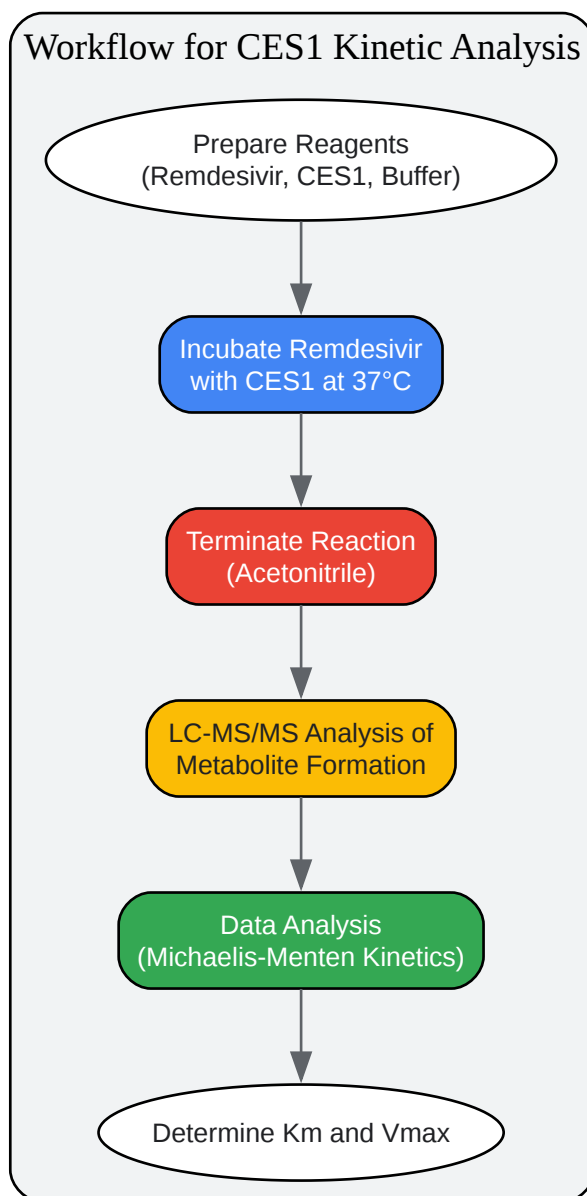 Workflow for CES1 Kinetic Analysis
Prepare Reagents
(Remdesivir, CES1, Buffer)
Incubate Remdesivir
with CES1 at 37°C
Terminate Reaction
(Acetonitrile)
LC-MS/MS Analysis of
Metabolite Formation
Data Analysis
(Michaelis-Menten Kinetics)
Determine Km and Vmax